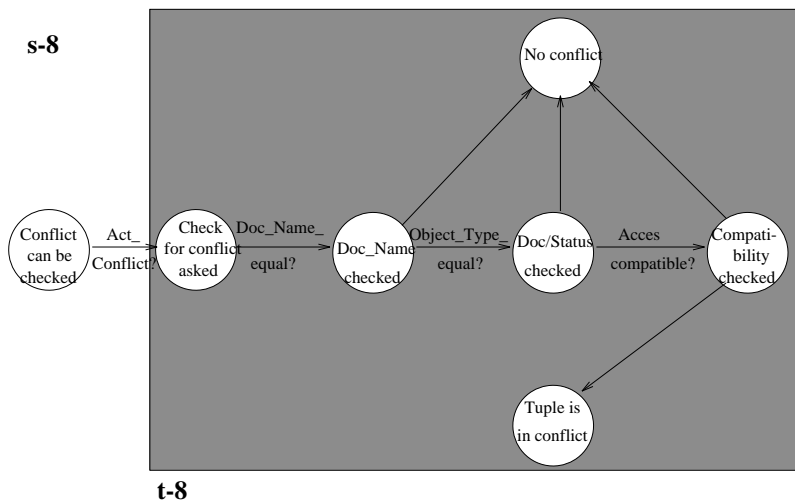 s-8
No conflict
Conflict
can be
checked
Act_
Conflict?
Check
for conflict
asked
Doc_Name_
equal?
Doc_Name
checked
Object_Type_
equal?
Doc/Status
checked
Acces
compatible?
Compati-
bility
checked
Tuple is
in conflict
t-8